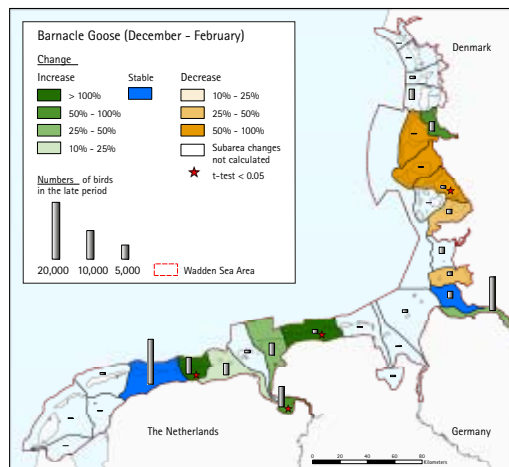 Barnacle Goose (December - February)
Change
Increase
Stable
Decrease
> 100%
50% - 100%
25% - 50%
10% - 25%
10% - 25%
25% - 50%
50% - 100%
Subarea changes
not calculated
t-test < 0.05
Numbers of birds
in the late period
20,000
10,000
5,000
Wadden Sea Area
Denmark
The Netherlands
Germany
0 10 20 40 60 80
Kilometers